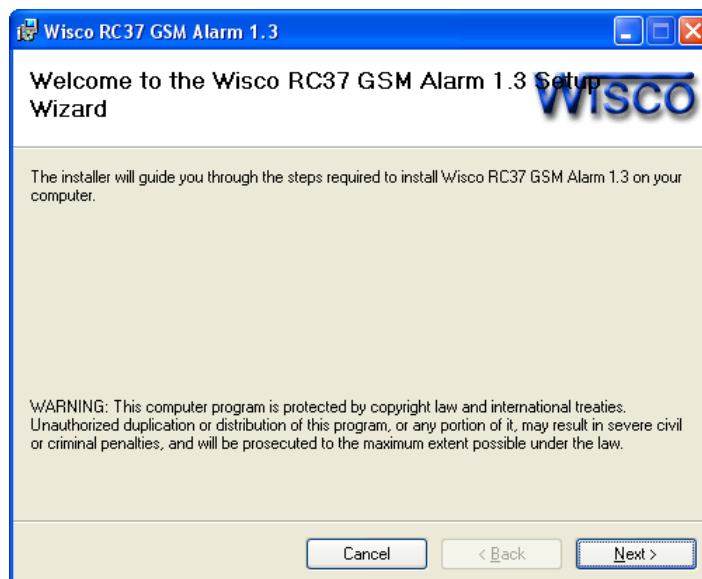 Wisco RC37 GSM Alarm 1.3
Welcome to the Wisco RC37 GSM Alarm 1.3 Setup
Wizard
WISCO
The installer will guide you through the steps required to install Wisco RC37 GSM Alarm 1.3 on your
computer.
WARNING: This computer program is protected by copyright law and international treaties.
Unauthorized duplication or distribution of this program, or any portion of it, may result in severe civil
or criminal penalties, and will be prosecuted to the maximum extent possible under the law.
Cancel
< Back
Next >